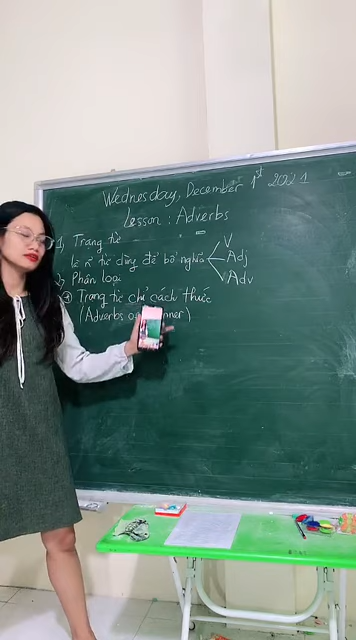 Wednesday, December 1st 2021
Lesson : Adverbs
1, Trạng từ
là n~ từ dùng để bổ nghĩa V
Adj
Adv
2, Phân loại
① Trạng từ chỉ cách thức
(Adverbs of manner)